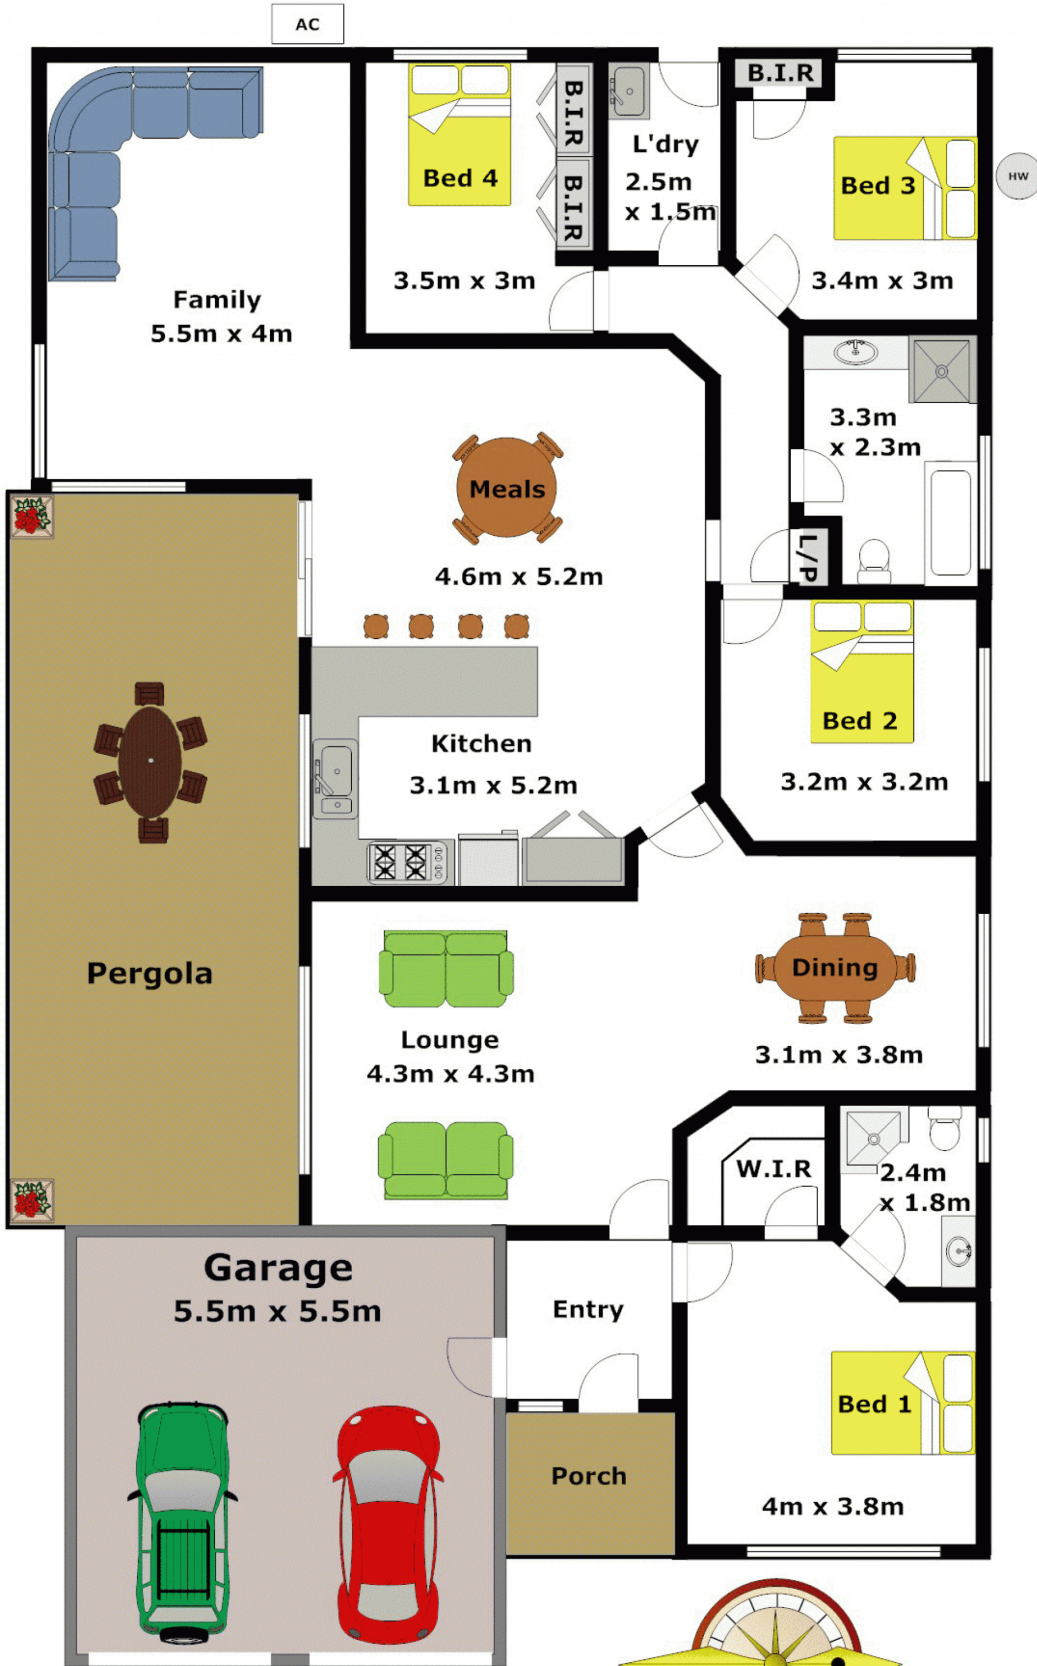 AC
B.I.R
B.I.R
B.I.R
L'dry
2.5m
x 1.5m
Bed 4
3.5m x 3m
Bed 3
3.4m x 3m
HW
Family
5.5m x 4m
3.3m
x 2.3m
Meals
4.6m x 5.2m
L/P
Bed 2
3.2m x 3.2m
Kitchen
3.1m x 5.2m
Pergola
Dining
3.1m x 3.8m
Lounge
4.3m x 4.3m
W.I.R
2.4m
x 1.8m
Garage
5.5m x 5.5m
Entry
Bed 1
4m x 3.8m
Porch